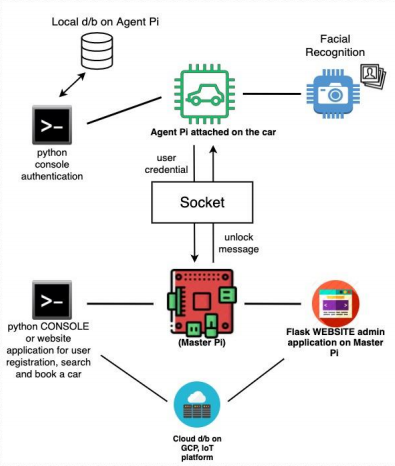 Local d/b on Agent Pi
Facial
Recognition
>_
python
console
authentication
Agent Pi attached on the car
user
credential
Socket
unlock
message
>_
python CONSOLE
or website
application for user
registration, search
and book a car
(Master Pi)
Flask WEBSITE admin
application on Master
Pi
Cloud d/b on
GCP, IoT
platform